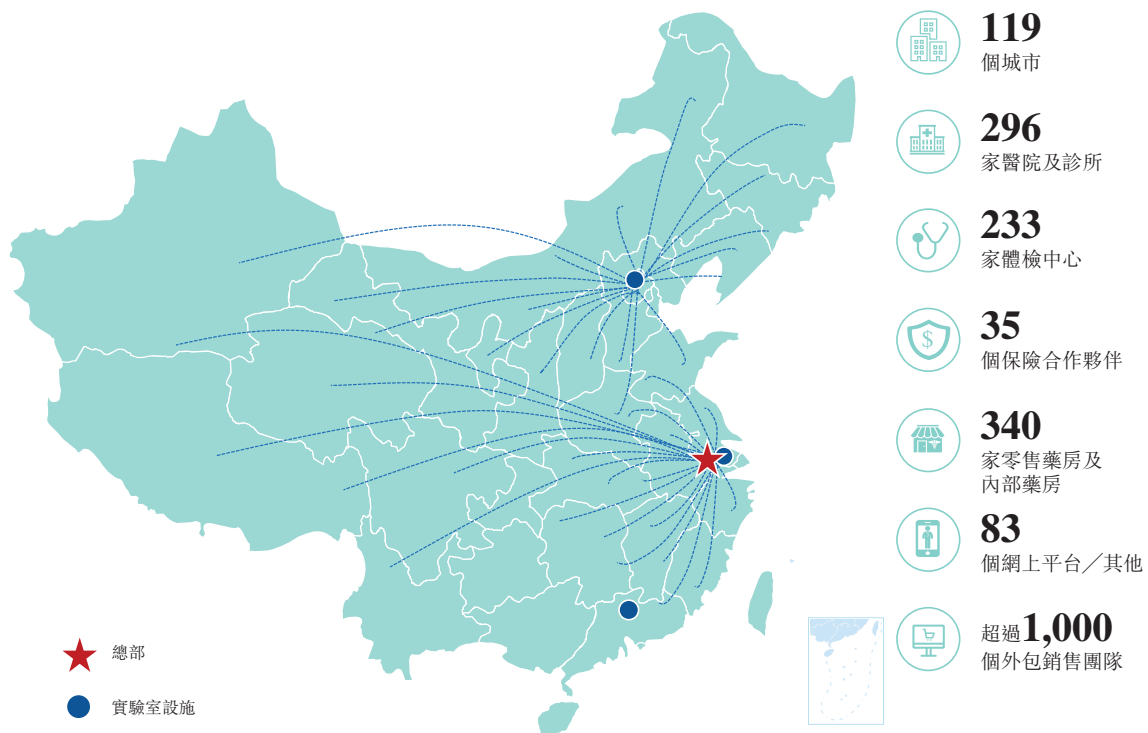 119
個城市
296
家醫院及診所
233
家體檢中心
$
35
個保險合作夥伴
340
家零售藥房及
內部藥房
83
個網上平台／其他
超過1,000
個外包銷售團隊
總部
實驗室設施